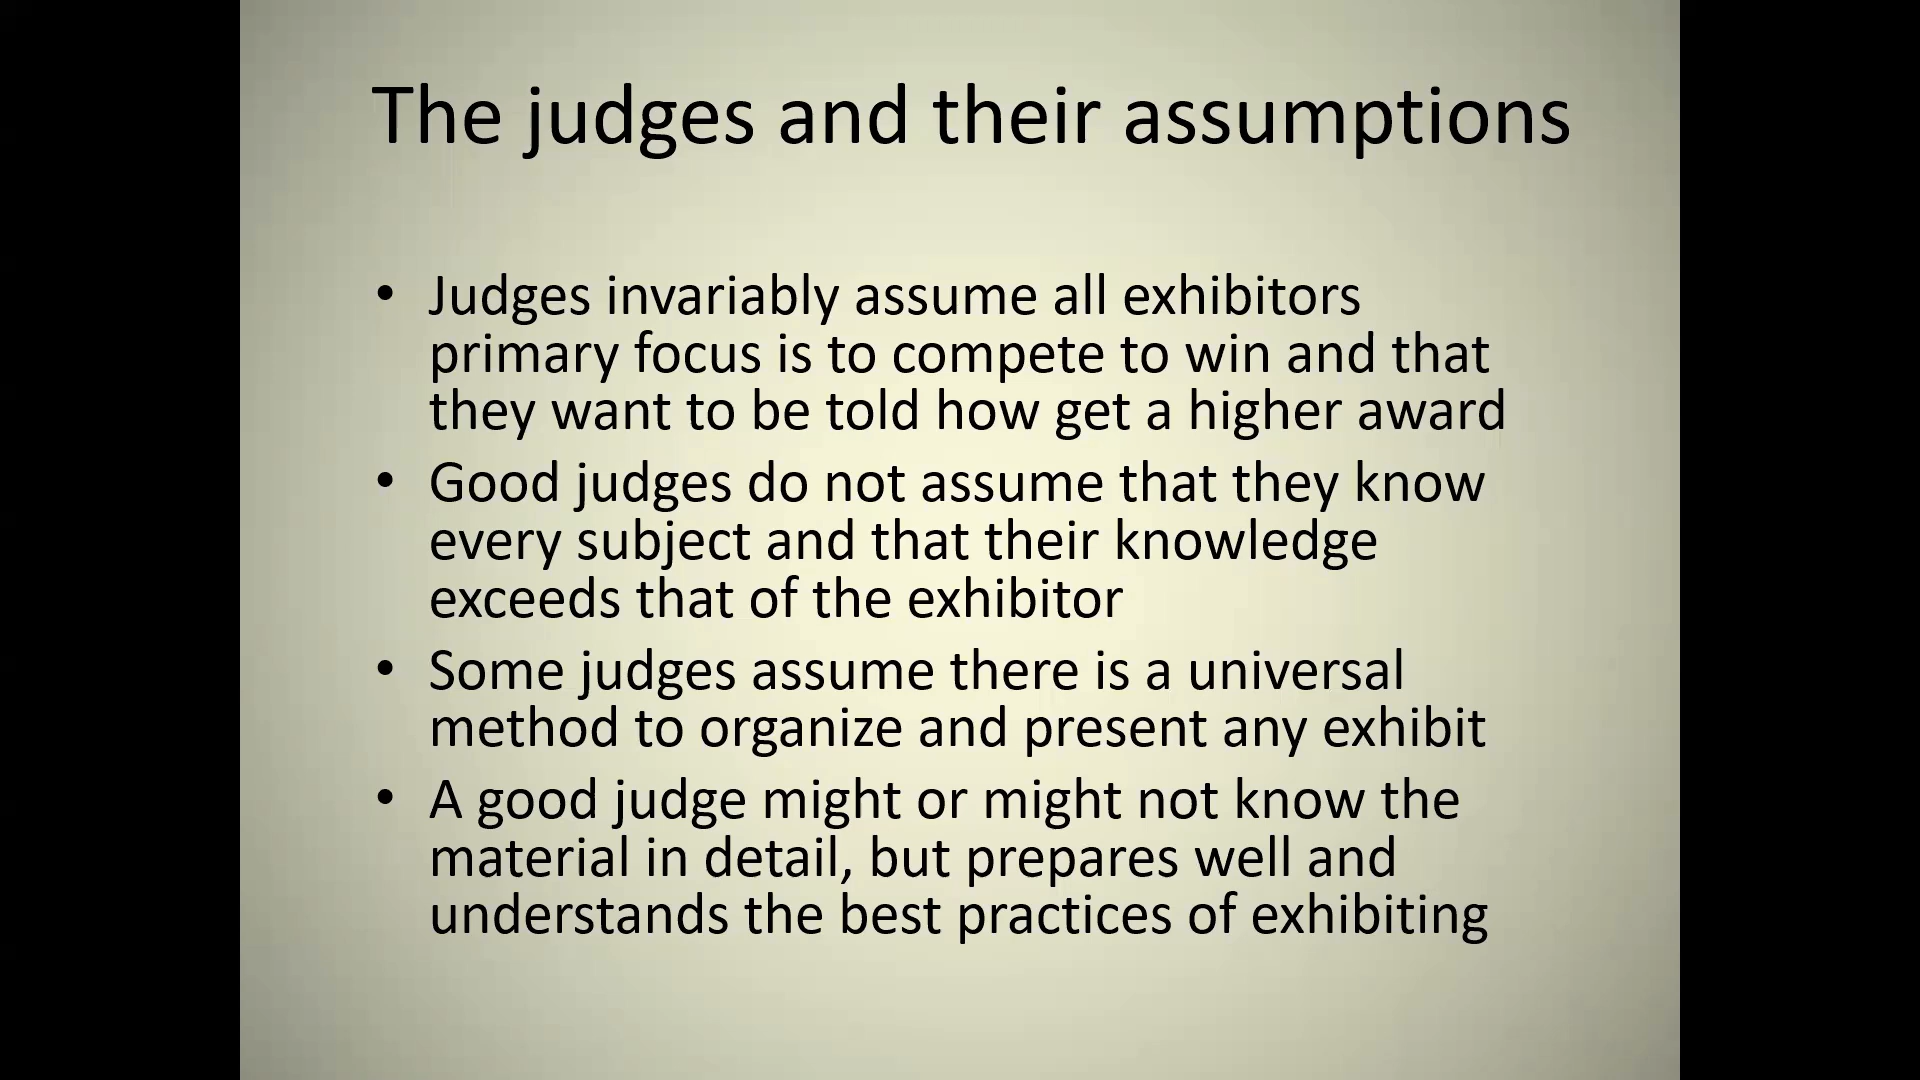 The judges and their assumptions
• Judges invariably assume all exhibitors
primary focus is to compete to win and that
they want to be told how get a higher award
• Good judges do not assume that they know
every subject and that their knowledge
exceeds that of the exhibitor
• Some judges assume there is a universal
method to organize and present any exhibit
• A good judge might or might not know the
material in detail, but prepares well and
understands the best practices of exhibiting